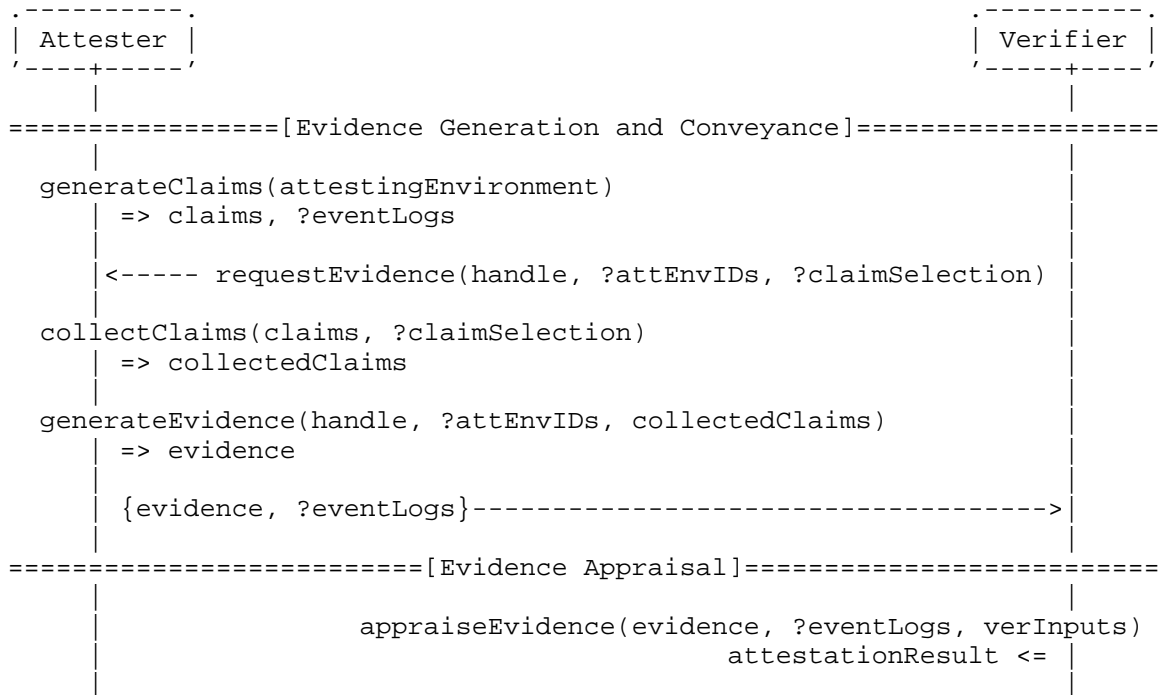 .----------.                                                .----------.
| Attester |                                                | Verifier |
'----+-----'                                                '-----+----'
     |                                                            |
=================[Evidence Generation and Conveyance]===================
     |                                                            |
  generateClaims(attestingEnvironment)                            |
     | => claims, ?eventLogs                                      |
     |                                                            |
     |<----- requestEvidence(handle, ?attEnvIDs, ?claimSelection) |
     |                                                            |
  collectClaims(claims, ?claimSelection)                          |
     | => collectedClaims                                         |
     |                                                            |
  generateEvidence(handle, ?attEnvIDs, collectedClaims)           |
     | => evidence                                                |
     |                                                            |
     | {evidence, ?eventLogs}------------------------------------>|
     |                                                            |
==========================[Evidence Appraisal]==========================
     |                                                            |
     |                appraiseEvidence(evidence, ?eventLogs, verInputs)
     |                                       attestationResult <= |
     |                                                            |